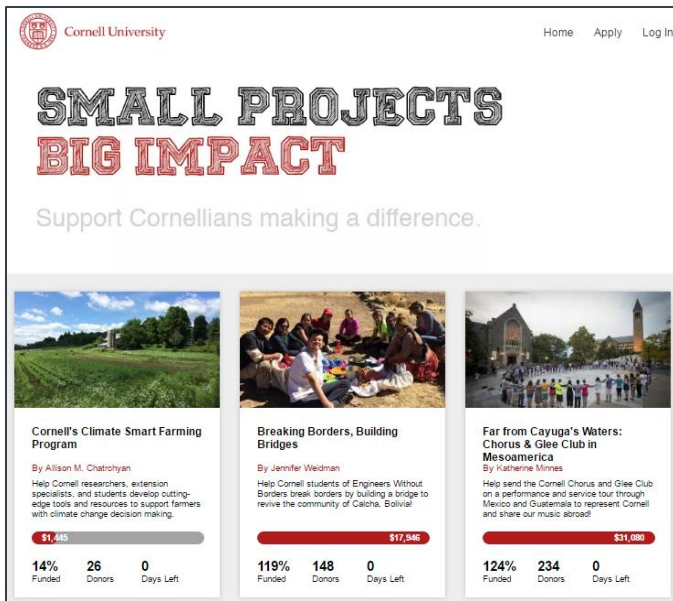 Cornell University
Home Apply Log In
SMALL PROJECTS
BIG IMPACT
Support Cornellians making a difference.
Cornell's Climate Smart Farming
Program
By Allison M. Chatrchyan
Help Cornell researchers, extension
specialists, and students develop cutting-
edge tools and resources to support farmers
with climate change decision making.
$1,445
14% 26 0
Funded Donors Days Left
Breaking Borders, Building
Bridges
By Jennifer Weidman
Help Cornell students of Engineers Without
Borders break borders by building a bridge to
revive the community of Calcha, Bolivia!
$17,946
119% 148 0
Funded Donors Days Left
Far from Cayuga's Waters:
Chorus & Glee Club in
Mesoamerica
By Katherine Minnes
Help send the Cornell Chorus and Glee Club
on a performance and service tour through
Mexico and Guatemala to represent Cornell
and share our music abroad!
$31,080
124% 234 0
Funded Donors Days Left